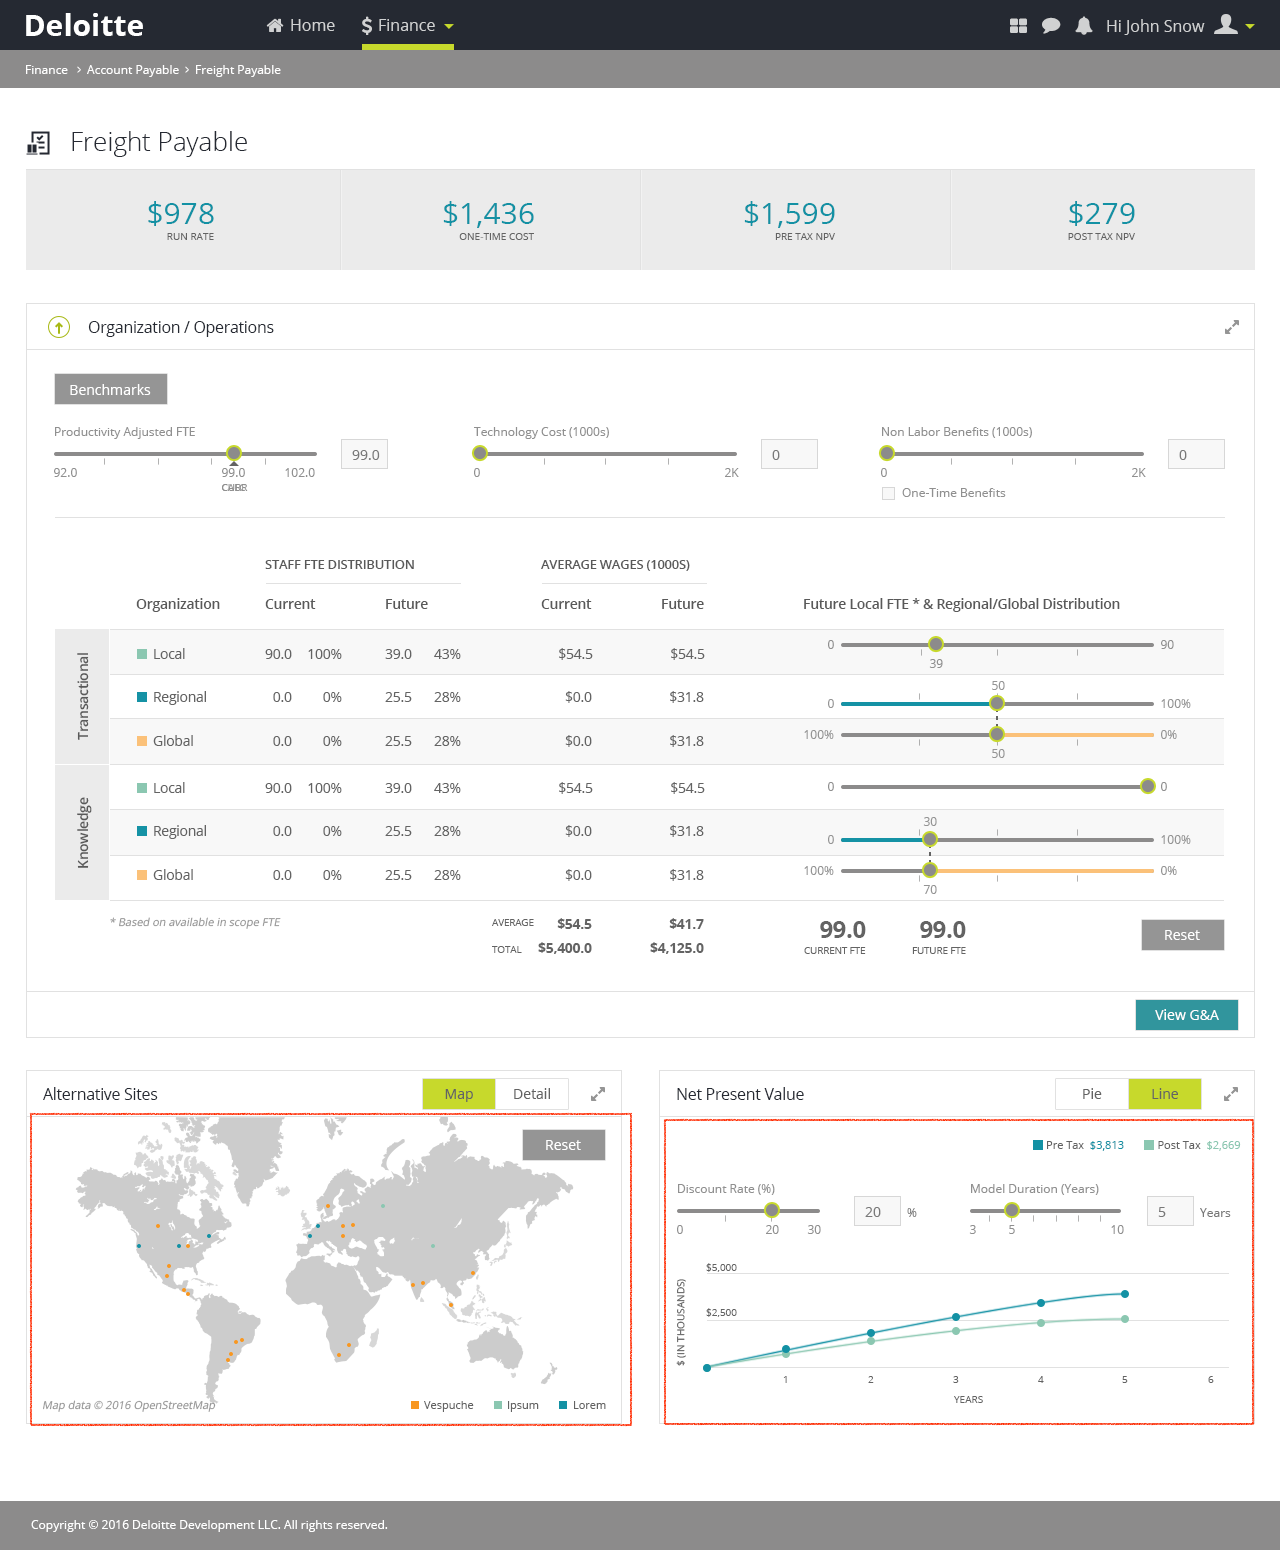 Deloitte Home $ Finance Hi John Snow
Finance > Account Payable > Freight Payable
Freight Payable
$978 $1,436 $1,599 $279
RUN RATE ONE-TIME COST PRE TAX NPV POST TAX NPV
Organization / Operations
Benchmarks
Productivity Adjusted FTE Technology Cost (1000s) Non Labor Benefits (1000s)
99.0 0 0
92.0 99.0 102.0 0 2K 0 2K
One-Time Benefits
STAFF FTE DISTRIBUTION AVERAGE WAGES (1000S)
Organization Current Future Current Future Future Local FTE * & Regional/Global Distribution
Transactional
Local 90.0 100% 39.0 43% $54.5 $54.5 0 90
39
Regional 0.0 0% 25.5 28% $0.0 $31.8 0 50 100%
Global 0.0 0% 25.5 28% $0.0 $31.8 100% 50 0%
Knowledge
Local 90.0 100% 39.0 43% $54.5 $54.5 0 0
Regional 0.0 0% 25.5 28% $0.0 $31.8 0 30 100%
Global 0.0 0% 25.5 28% $0.0 $31.8 100% 70 0%
* Based on available in scope FTE AVERAGE $54.5 $41.7 99.0 99.0 Reset
TOTAL $5,400.0 $4,125.0 CURRENT FTE FUTURE FTE
View G&A
Alternative Sites Map Detail
Reset
Map data © 2016 OpenStreetMap Vespuche Ipsum Lorem
Net Present Value Pie Line
Pre Tax $3,813 Post Tax $2,669
Discount Rate (%) Model Duration (Years)
20 % 5 Years
0 20 30 3 5 10
$5,000
$2,500
$ (IN THOUSANDS)
1 2 3 4 5 6
YEARS
Copyright © 2016 Deloitte Development LLC. All rights reserved.